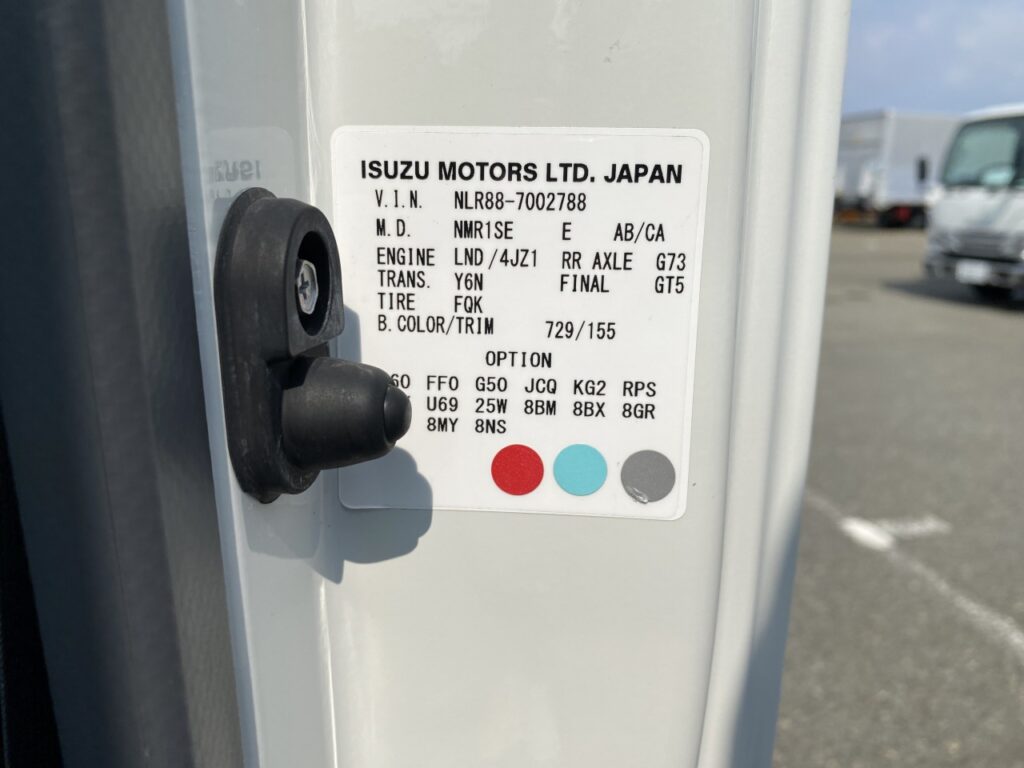 ISUZU MOTORS LTD. JAPAN
V.I.N. NLR88-7002788
M.D. NMR1SE E AB/CA
ENGINE LND/4JZ1 RR AXLE G73
TRANS. Y6N FINAL GT5
TIRE FQK
B.COLOR/TRIM 729/155
OPTION
FF0 G50 JCQ KG2 RPS
U69 25W 8BM 8BX 8GR
8MY 8NS